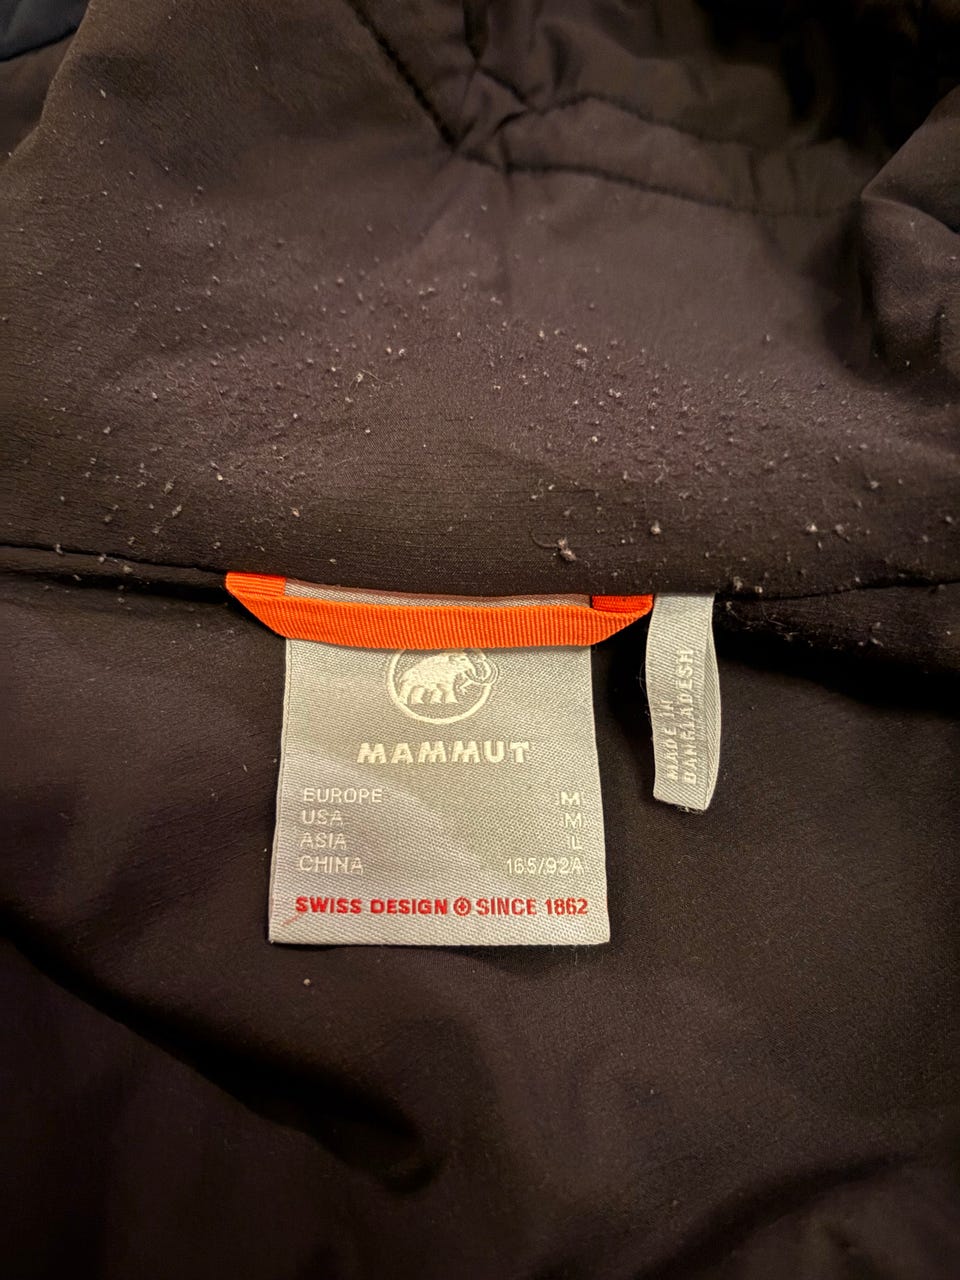 MAMMUT
EUROPE M
USA M
ASIA L
CHINA 165/92A
SWISS DESIGN SINCE 1862
MADE IN
BANGLADESH